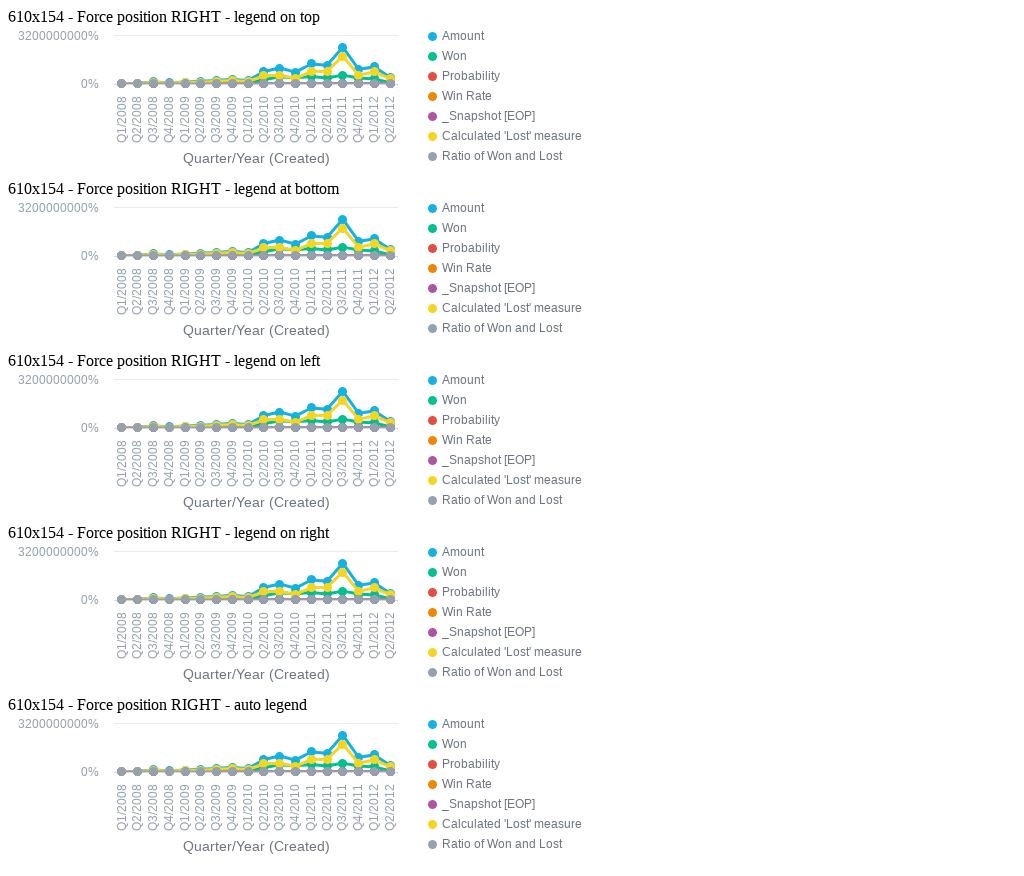 610x154 - Force position RIGHT - legend on top
3200000000%
0%
Q1/2008 Q2/2008 Q3/2008 Q4/2008 Q1/2009 Q2/2009 Q3/2009 Q4/2009 Q1/2010 Q2/2010 Q3/2010 Q4/2010 Q1/2011 Q2/2011 Q3/2011 Q4/2011 Q1/2012 Q2/2012
Quarter/Year (Created)
Amount
Won
Probability
Win Rate
_Snapshot [EOP]
Calculated 'Lost' measure
Ratio of Won and Lost
610x154 - Force position RIGHT - legend at bottom
3200000000%
0%
Q1/2008 Q2/2008 Q3/2008 Q4/2008 Q1/2009 Q2/2009 Q3/2009 Q4/2009 Q1/2010 Q2/2010 Q3/2010 Q4/2010 Q1/2011 Q2/2011 Q3/2011 Q4/2011 Q1/2012 Q2/2012
Quarter/Year (Created)
Amount
Won
Probability
Win Rate
_Snapshot [EOP]
Calculated 'Lost' measure
Ratio of Won and Lost
610x154 - Force position RIGHT - legend on left
3200000000%
0%
Q1/2008 Q2/2008 Q3/2008 Q4/2008 Q1/2009 Q2/2009 Q3/2009 Q4/2009 Q1/2010 Q2/2010 Q3/2010 Q4/2010 Q1/2011 Q2/2011 Q3/2011 Q4/2011 Q1/2012 Q2/2012
Quarter/Year (Created)
Amount
Won
Probability
Win Rate
_Snapshot [EOP]
Calculated 'Lost' measure
Ratio of Won and Lost
610x154 - Force position RIGHT - legend on right
3200000000%
0%
Q1/2008 Q2/2008 Q3/2008 Q4/2008 Q1/2009 Q2/2009 Q3/2009 Q4/2009 Q1/2010 Q2/2010 Q3/2010 Q4/2010 Q1/2011 Q2/2011 Q3/2011 Q4/2011 Q1/2012 Q2/2012
Quarter/Year (Created)
Amount
Won
Probability
Win Rate
_Snapshot [EOP]
Calculated 'Lost' measure
Ratio of Won and Lost
610x154 - Force position RIGHT - auto legend
3200000000%
0%
Q1/2008 Q2/2008 Q3/2008 Q4/2008 Q1/2009 Q2/2009 Q3/2009 Q4/2009 Q1/2010 Q2/2010 Q3/2010 Q4/2010 Q1/2011 Q2/2011 Q3/2011 Q4/2011 Q1/2012 Q2/2012
Quarter/Year (Created)
Amount
Won
Probability
Win Rate
_Snapshot [EOP]
Calculated 'Lost' measure
Ratio of Won and Lost